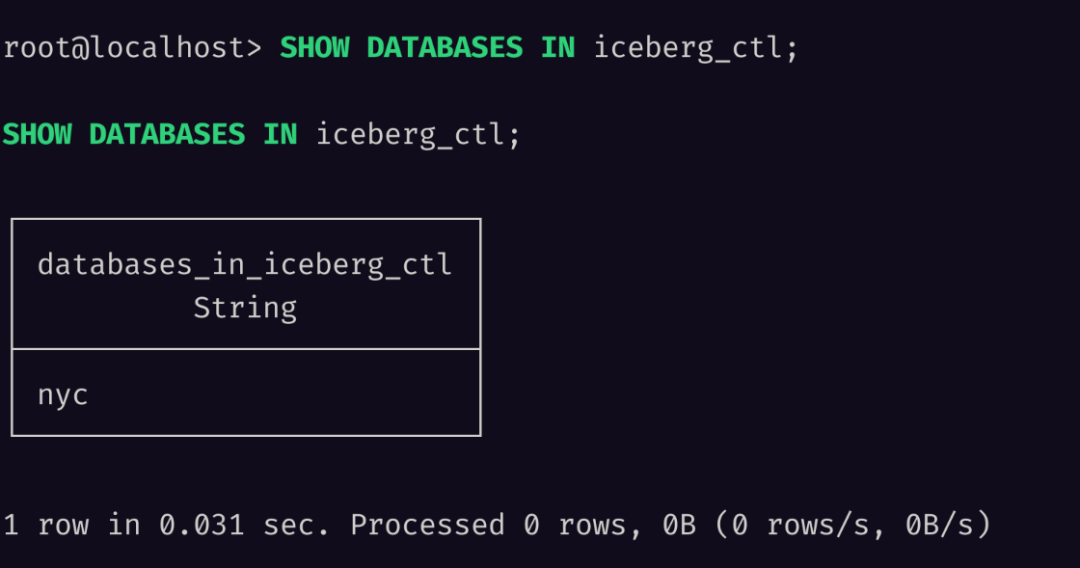 root@localhost> SHOW DATABASES IN iceberg_ctl;
SHOW DATABASES IN iceberg_ctl;
databases_in_iceberg_ctl
String
nyc
1 row in 0.031 sec. Processed 0 rows, 0B (0 rows/s, 0B/s)